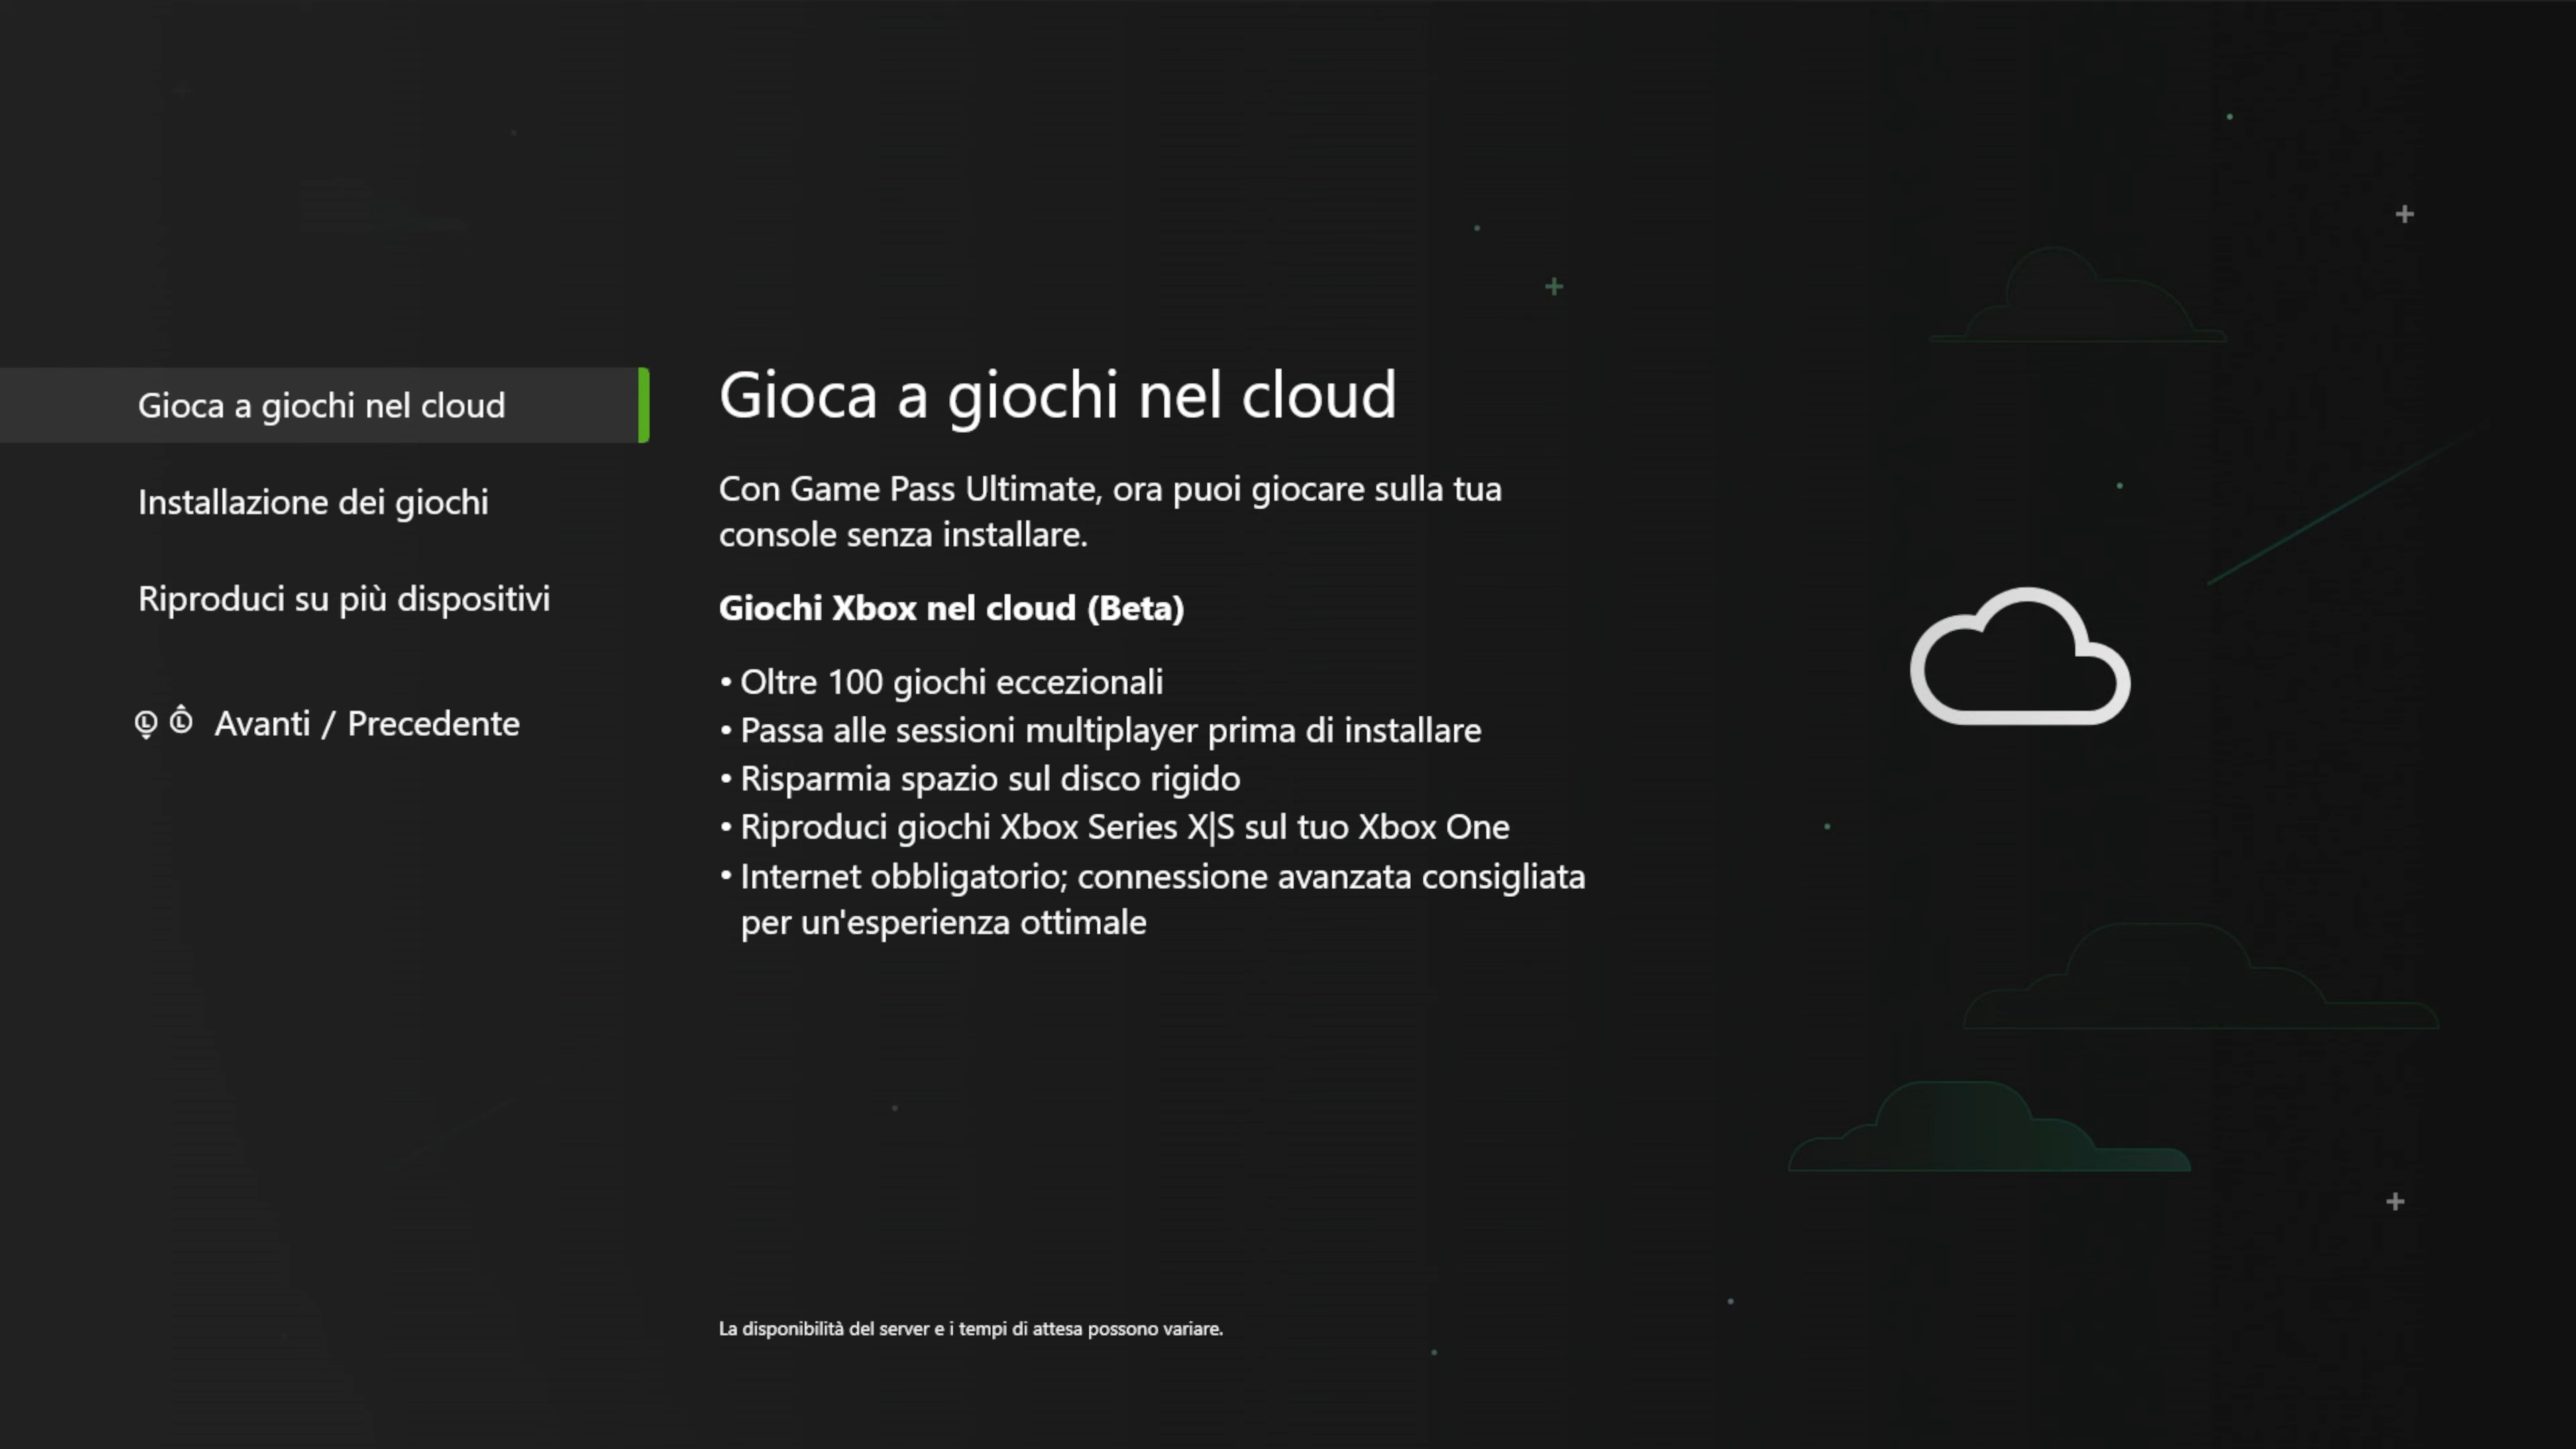 Gioca a giochi nel cloud
Installazione dei giochi
Riproduci su più dispositivi
Avanti / Precedente
Gioca a giochi nel cloud
Con Game Pass Ultimate, ora puoi giocare sulla tua
console senza installare.
Giochi Xbox nel cloud (Beta)
• Oltre 100 giochi eccezionali
• Passa alle sessioni multiplayer prima di installare
• Risparmia spazio sul disco rigido
• Riproduci giochi Xbox Series X|S sul tuo Xbox One
• Internet obbligatorio; connessione avanzata consigliata
per un'esperienza ottimale
La disponibilità del server e i tempi di attesa possono variare.